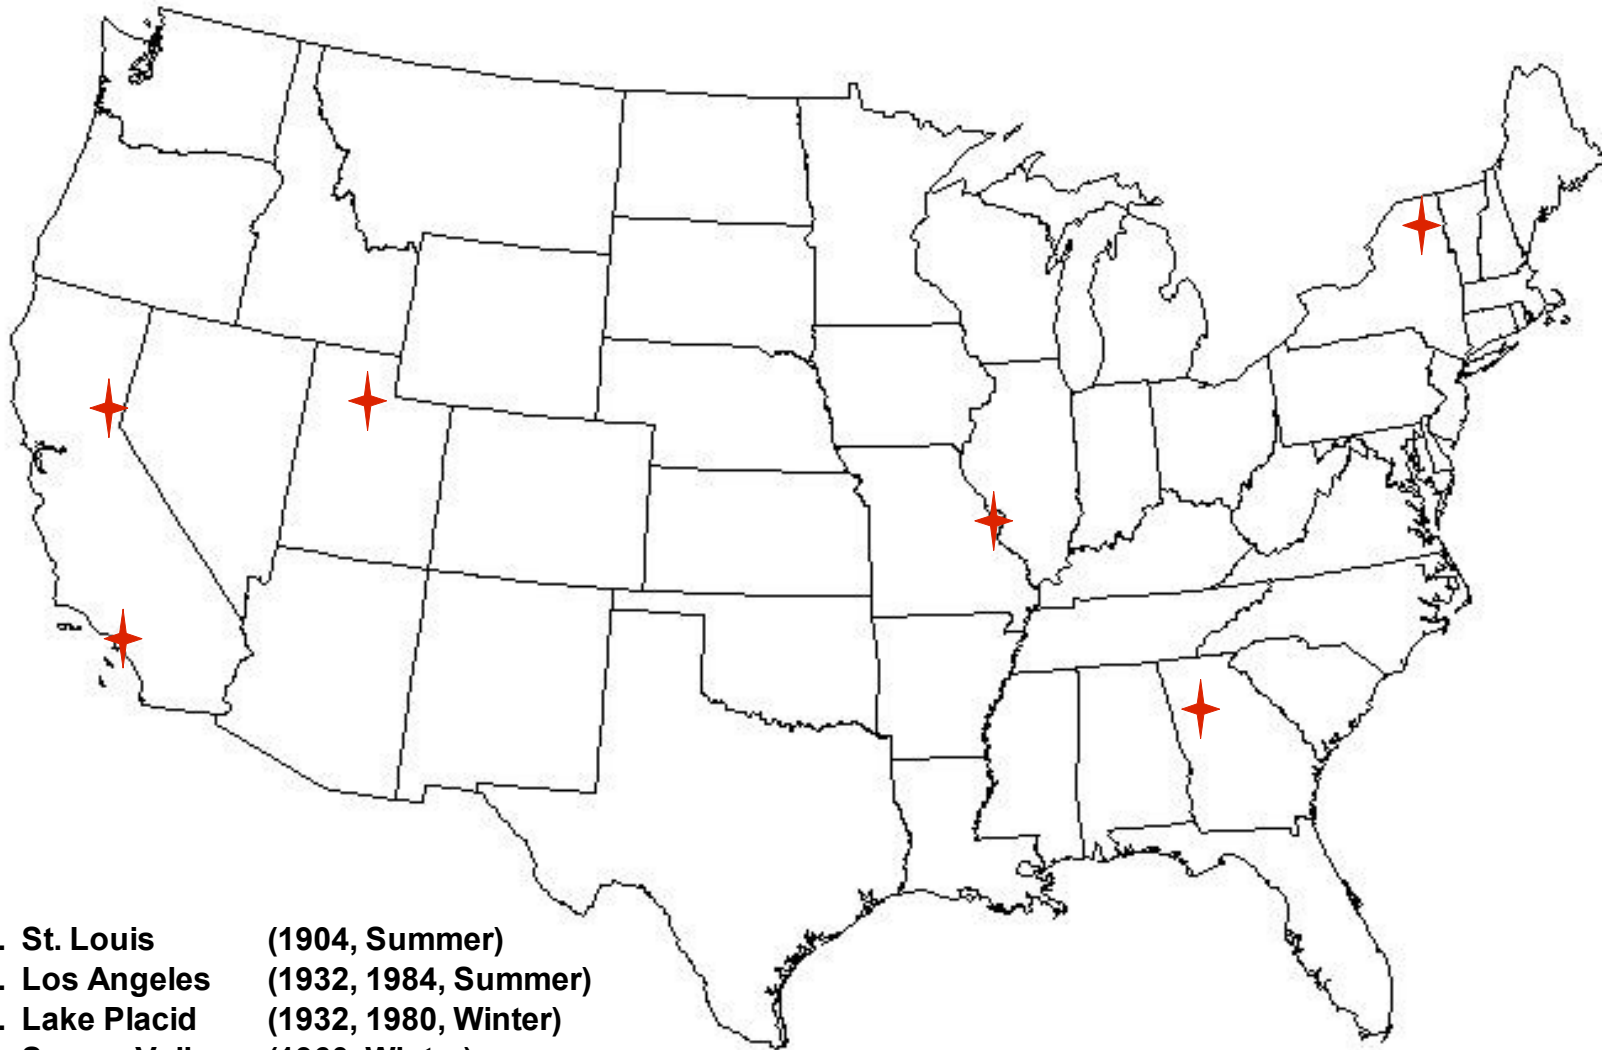 . St. Louis (1904, Summer)
. Los Angeles (1932, 1984, Summer)
. Lake Placid (1932, 1980, Winter)